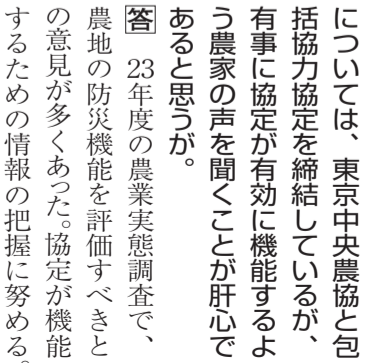 については、東京中央農協と包
括協力協定を締結しているが、
有事に協定が有効に機能するよ
う農家の声を聞くことが肝心で
あると思うが。
答　23年度の農業実態調査で、
農地の防災機能を評価すべきと
の意見が多くあった。協定が機能
するための情報の把握に努める。